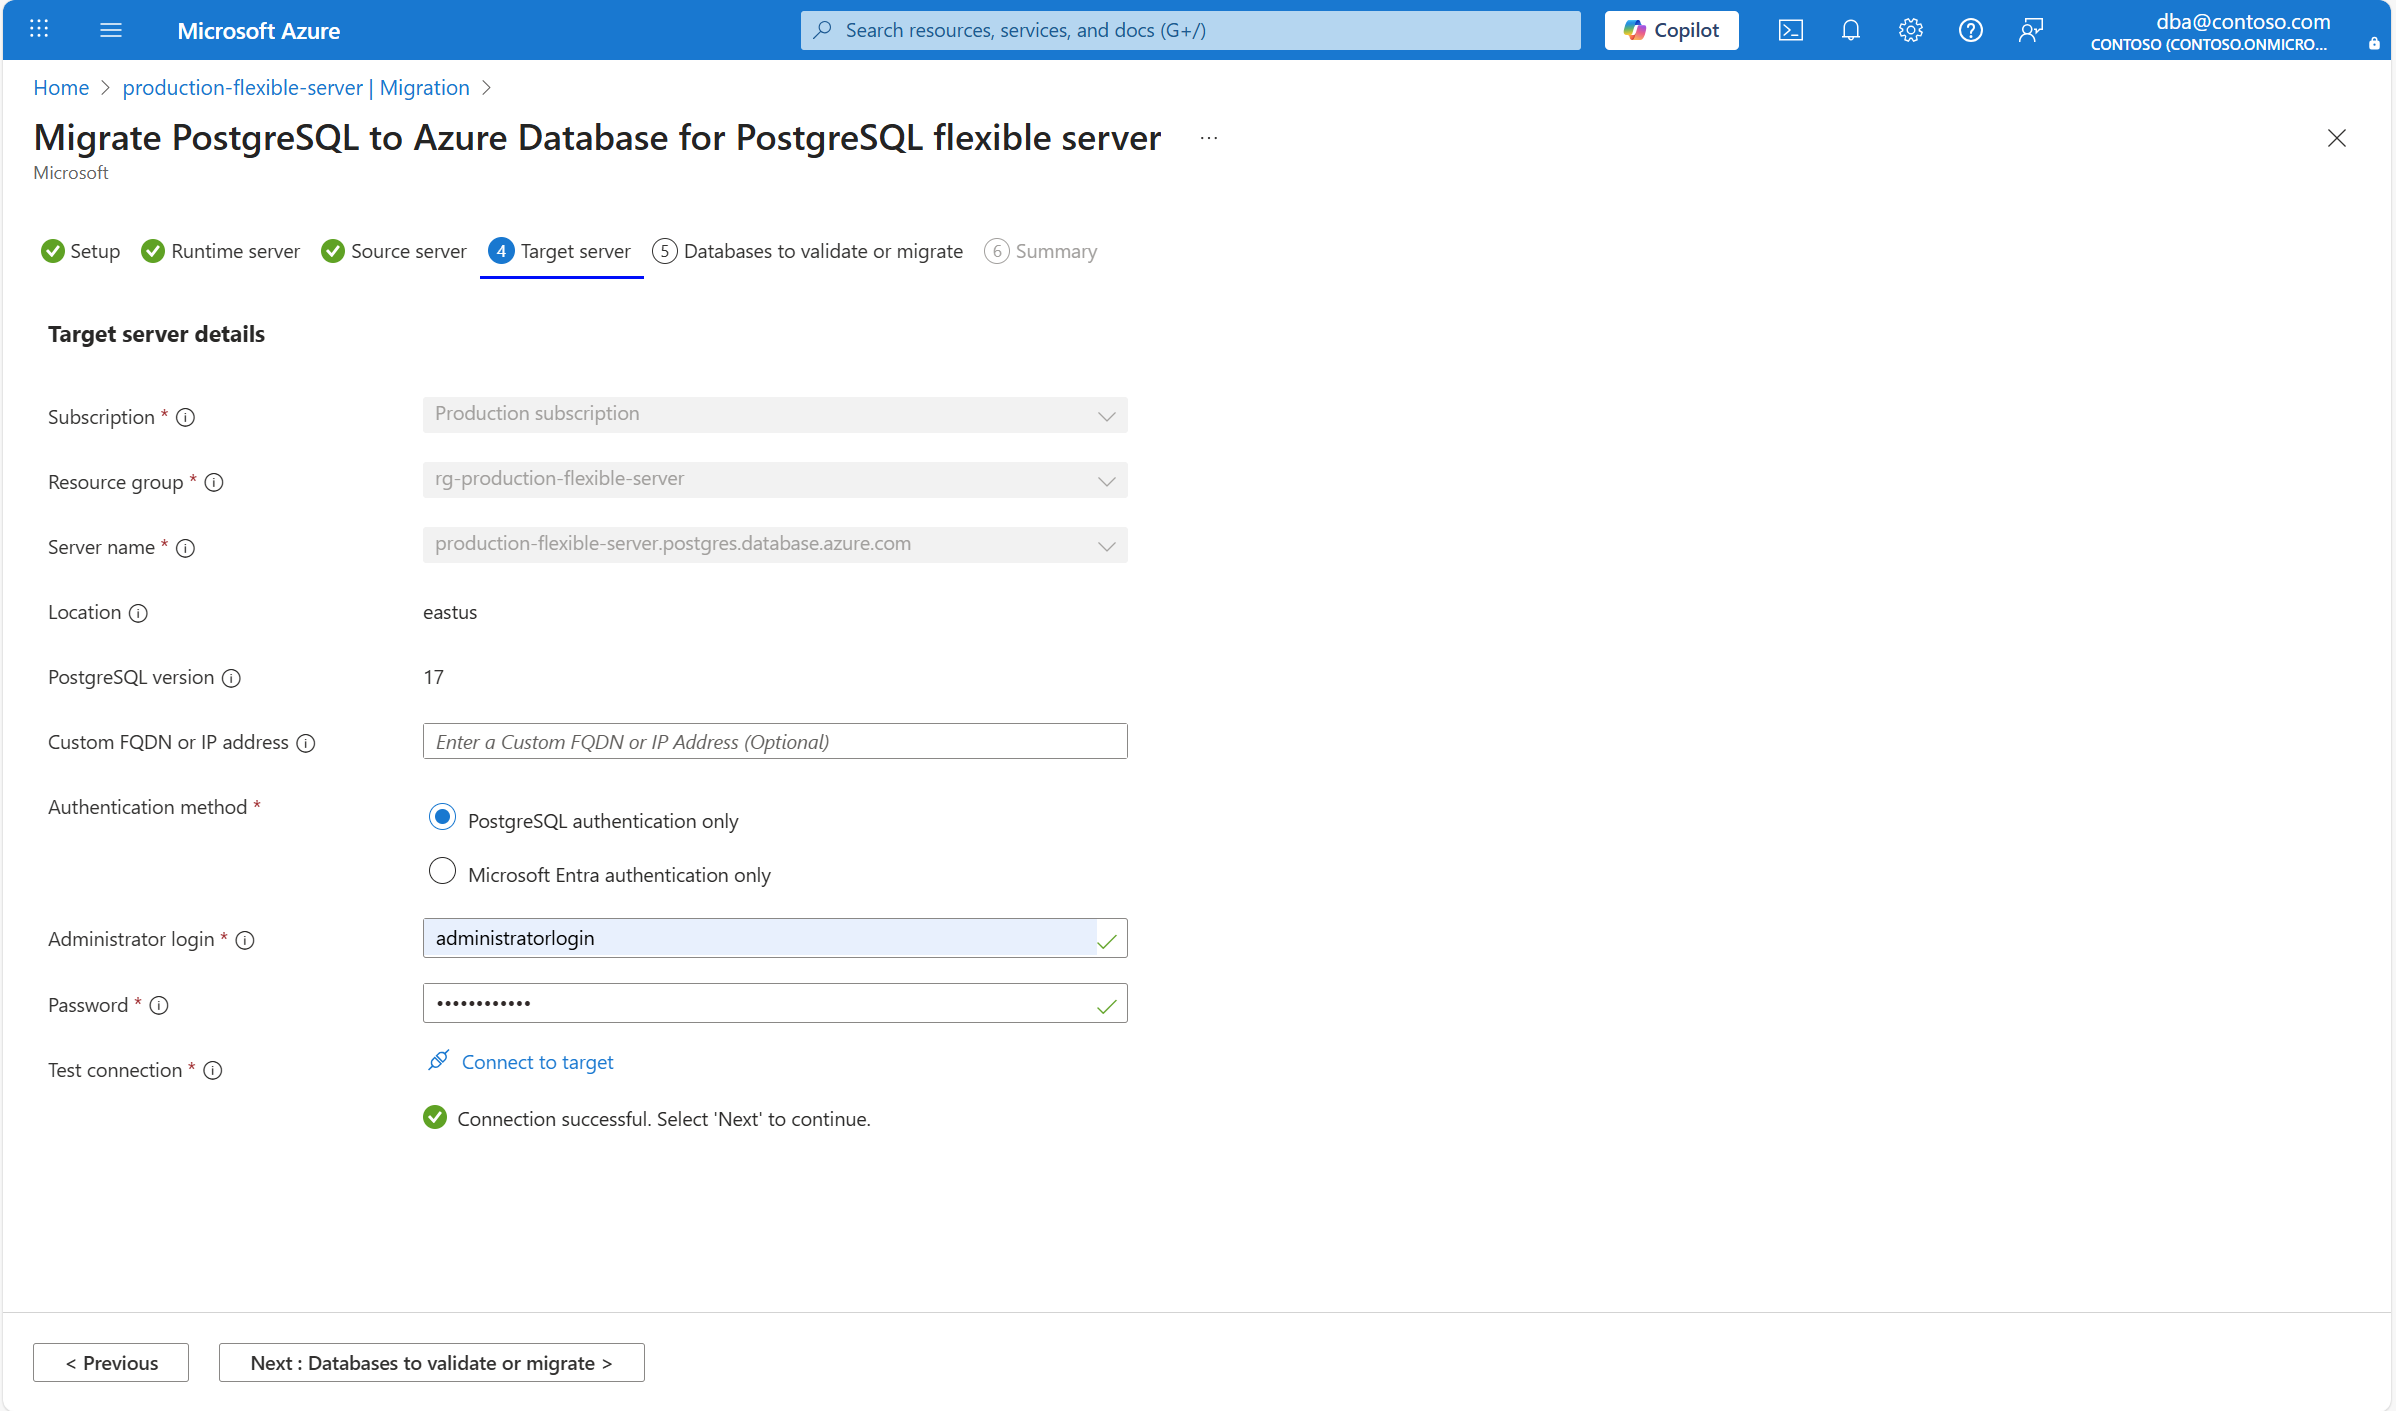 Microsoft Azure
Search resources, services, and docs (G+/)
Copilot
dba@contoso.com
CONTOSO (CONTOSO.ONMICRO...
Home > production-flexible-server | Migration >
Migrate PostgreSQL to Azure Database for PostgreSQL flexible server ...
Microsoft
Setup Runtime server Source server 4 Target server 5 Databases to validate or migrate 6 Summary
Target server details
Subscription * Production subscription
Resource group * rg-production-flexible-server
Server name * production-flexible-server.postgres.database.azure.com
Location eastus
PostgreSQL version 17
Custom FQDN or IP address Enter a Custom FQDN or IP Address (Optional)
Authentication method *
PostgreSQL authentication only
Microsoft Entra authentication only
Administrator login * administratorlogin
Password * ••••••••••••
Test connection * Connect to target
Connection successful. Select 'Next' to continue.
< Previous Next : Databases to validate or migrate >